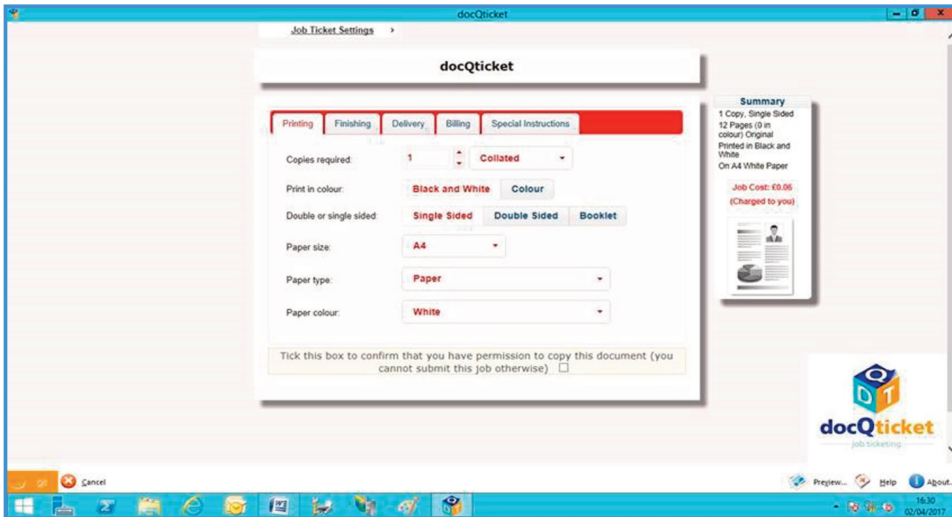 docQticket
Job Ticket Settings >
docQticket
Printing Finishing Delivery Billing Special Instructions
Copies required: 1 Collated
Print in colour: Black and White Colour
Double or single sided: Single Sided Double Sided Booklet
Paper size: A4
Paper type: Paper
Paper colour: White
Tick this box to confirm that you have permission to copy this document (you
cannot submit this job otherwise)
Summary
1 Copy, Single Sided
12 Pages (0 in
colour) Original
Printed in Black and
White
On A4 White Paper
Job Cost: £0.06
(Charged to you)
Q
D T
docQticket
job ticketing
Cancel
Preview... Help About...
16:30
02/04/2017